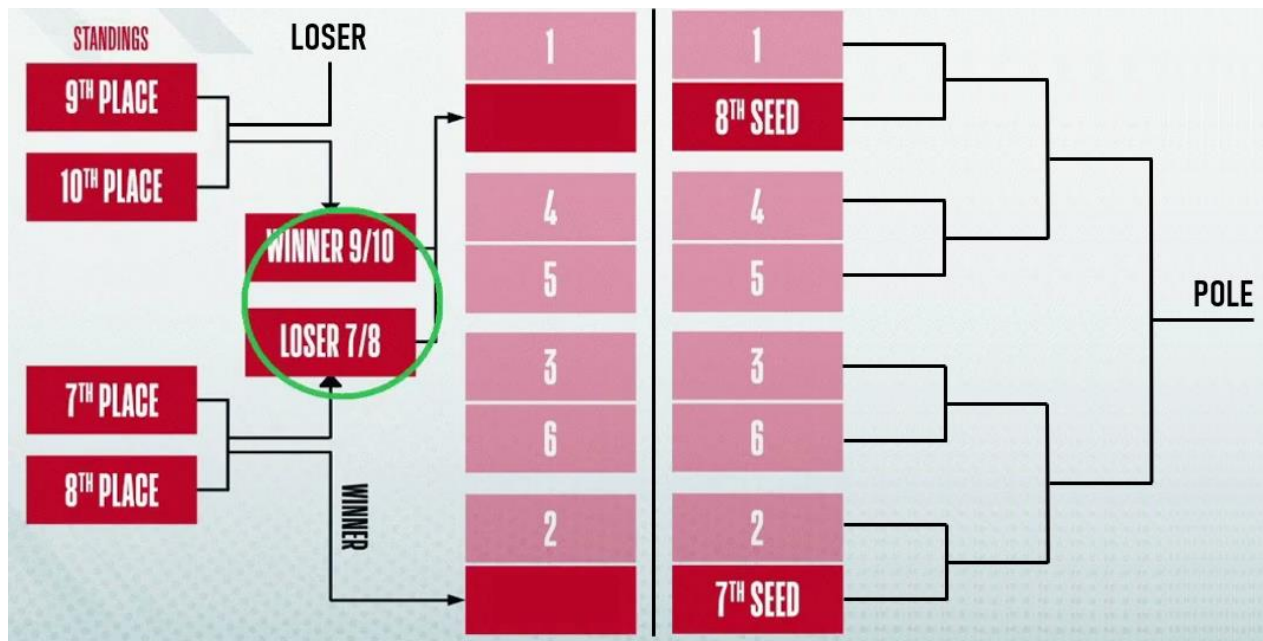 STANDINGS
LOSER
9TH PLACE
10TH PLACE
WINNER 9/10
LOSER 7/8
7TH PLACE
8TH PLACE
WINNER
1
4
5
3
6
2
1
8TH SEED
4
5
3
6
2
7TH SEED
POLE